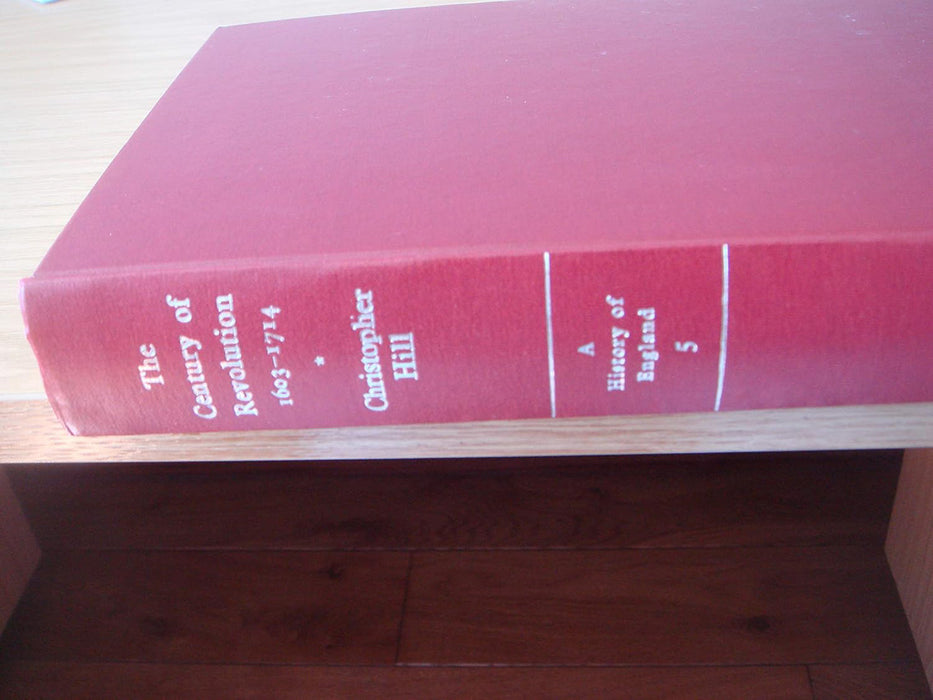 The
Century of
Revolution
1603-1714
*
Christopher
Hill
A
History of
England
5